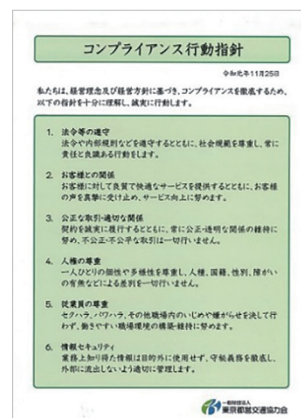 コンプライアンス行動指針
令和元年11月25日
私たちは、経営理念及び経営方針に基づき、コンプライアンスを徹底するため、
以下の指針を十分に理解し、誠実に行動します。
1. 法令等の遵守
法令や内部規則などを遵守するとともに、社会規範を尊重し、常に
責任と良識ある行動をします。
2. お客様との関係
お客様に対して良質で快適なサービスを提供するとともに、お客様
の声を真摯に受け止め、サービス向上に努めます。
3. 公正な取引・適切な関係
契約を誠実に履行するとともに、常に公正・透明な関係の維持に
努め、不公正・不公平な取引は一切行いません。
4. 人権の尊重
一人ひとりの個性や多様性を尊重し、人種、国籍、性別、障がい
の有無などによる差別を一切行いません。
5. 従業員の尊重
セクハラ、パワハラ、その他職場内のいじめや嫌がらせを決して行
わず、働きやすい職場環境の構築・維持に努めます。
6. 情報セキュリティ
業務上知り得た情報は目的外に使用せず、守秘義務を徹底し、
外部に流出しないよう適切に管理します。
一般財団法人
東京都営交通協力会